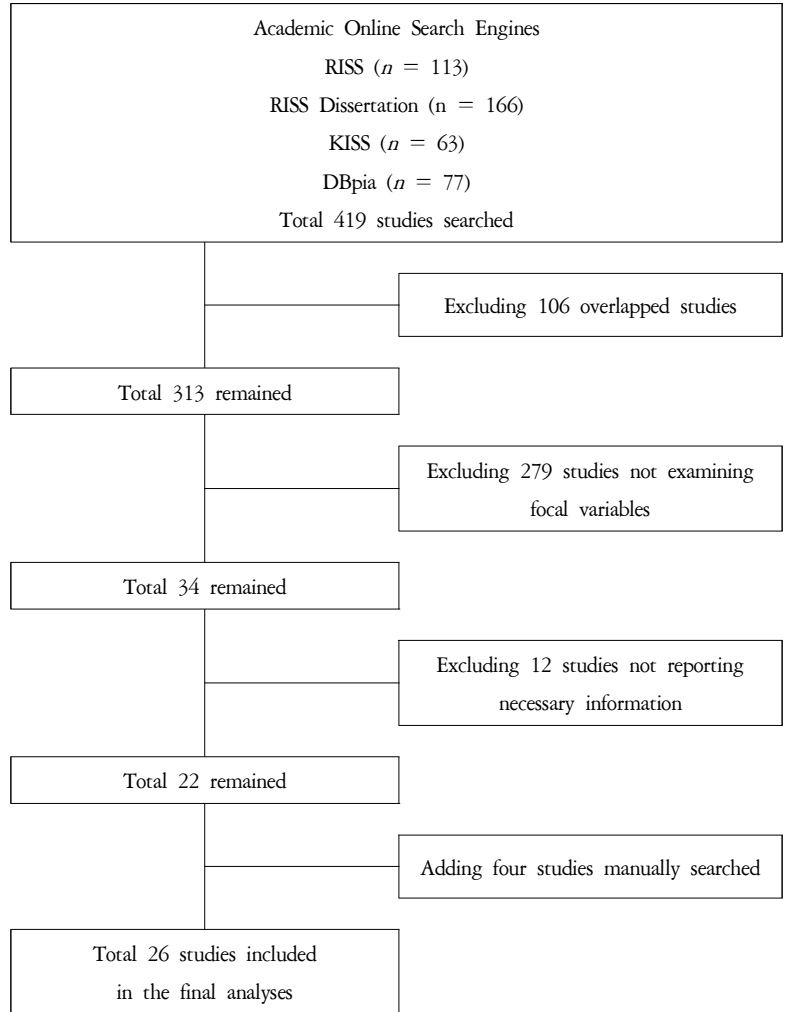 Academic Online Search Engines
RISS (n = 113)
RISS Dissertation (n = 166)
KISS (n = 63)
DBpia (n = 77)
Total 419 studies searched
Excluding 106 overlapped studies
Total 313 remained
Excluding 279 studies not examining
focal variables
Total 34 remained
Excluding 12 studies not reporting
necessary information
Total 22 remained
Adding four studies manually searched
Total 26 studies included
in the final analyses